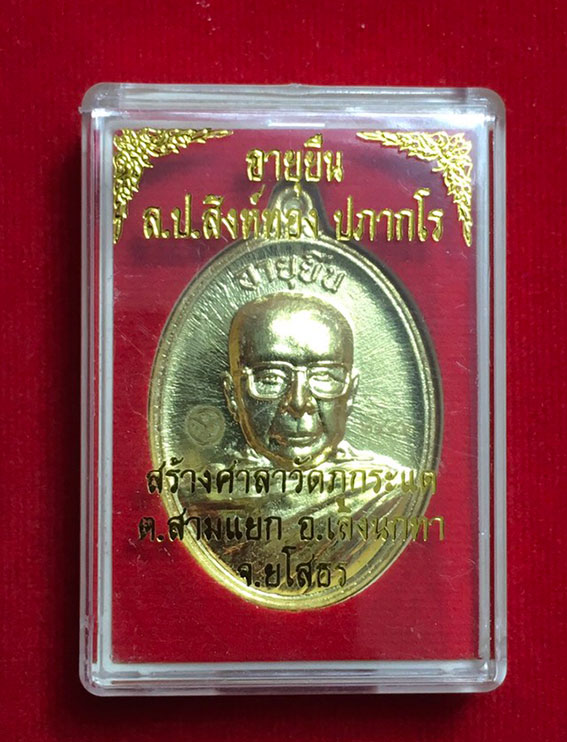 อายุยืน
ล.ป.สิงห์ทอง ปภากโร
อายุยืน
สร้างศาลาวัดภูกระแต
ต.สามแยก อ.เลิงนกทา
จ.ยโสธร